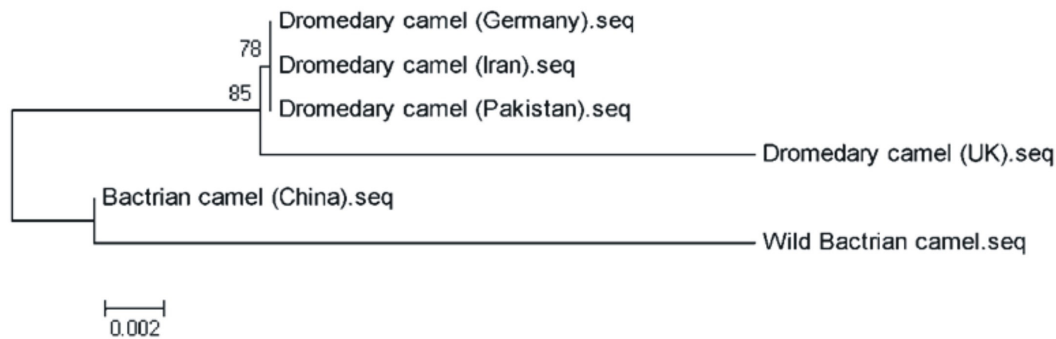 Dromedary camel (Germany).seq
78
Dromedary camel (Iran).seq
85
Dromedary camel (Pakistan).seq
Dromedary camel (UK).seq
Bactrian camel (China).seq
Wild Bactrian camel.seq
0.002